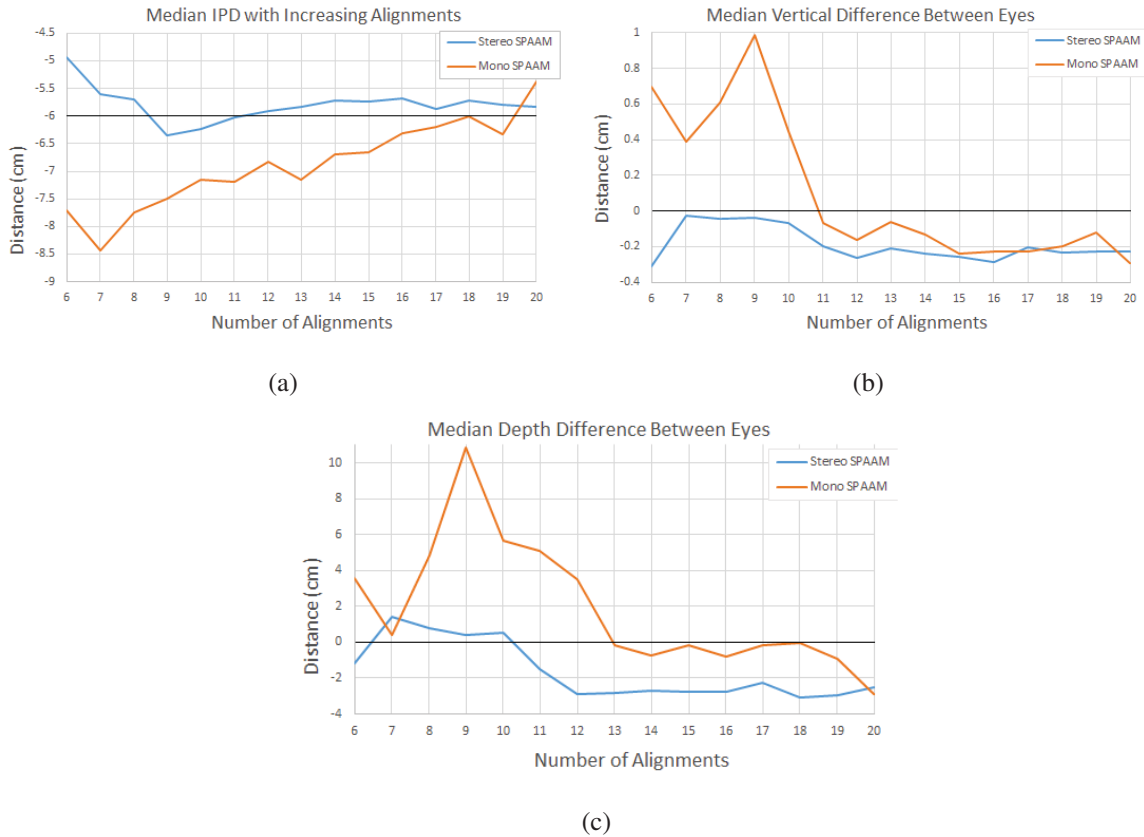 Median IPD with Increasing Alignments
-4.5
-5
-5.5
-6
-6.5
-7
-7.5
-8
-8.5
-9
Distance (cm)
Stereo SPAAM
Mono SPAAM
6 7 8 9 10 11 12 13 14 15 16 17 18 19 20
Number of Alignments
(a)
Median Vertical Difference Between Eyes
1
0.8
0.6
0.4
0.2
0
-0.2
-0.4
Distance (cm)
Stereo SPAAM
Mono SPAAM
6 7 8 9 10 11 12 13 14 15 16 17 18 19 20
Number of Alignments
(b)
Median Depth Difference Between Eyes
10
8
6
4
2
0
-2
-4
Distance (cm)
Stereo SPAAM
Mono SPAAM
6 7 8 9 10 11 12 13 14 15 16 17 18 19 20
Number of Alignments
(c)